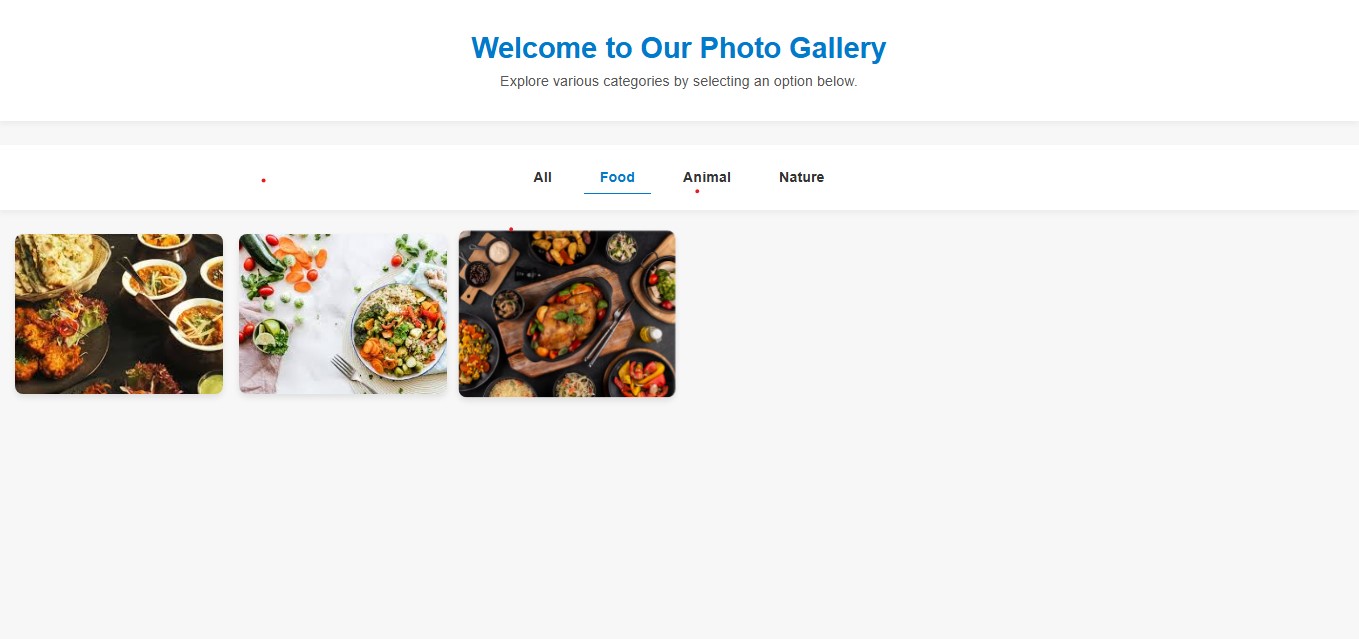 Welcome to Our Photo Gallery
Explore various categories by selecting an option below.
All Food Animal Nature